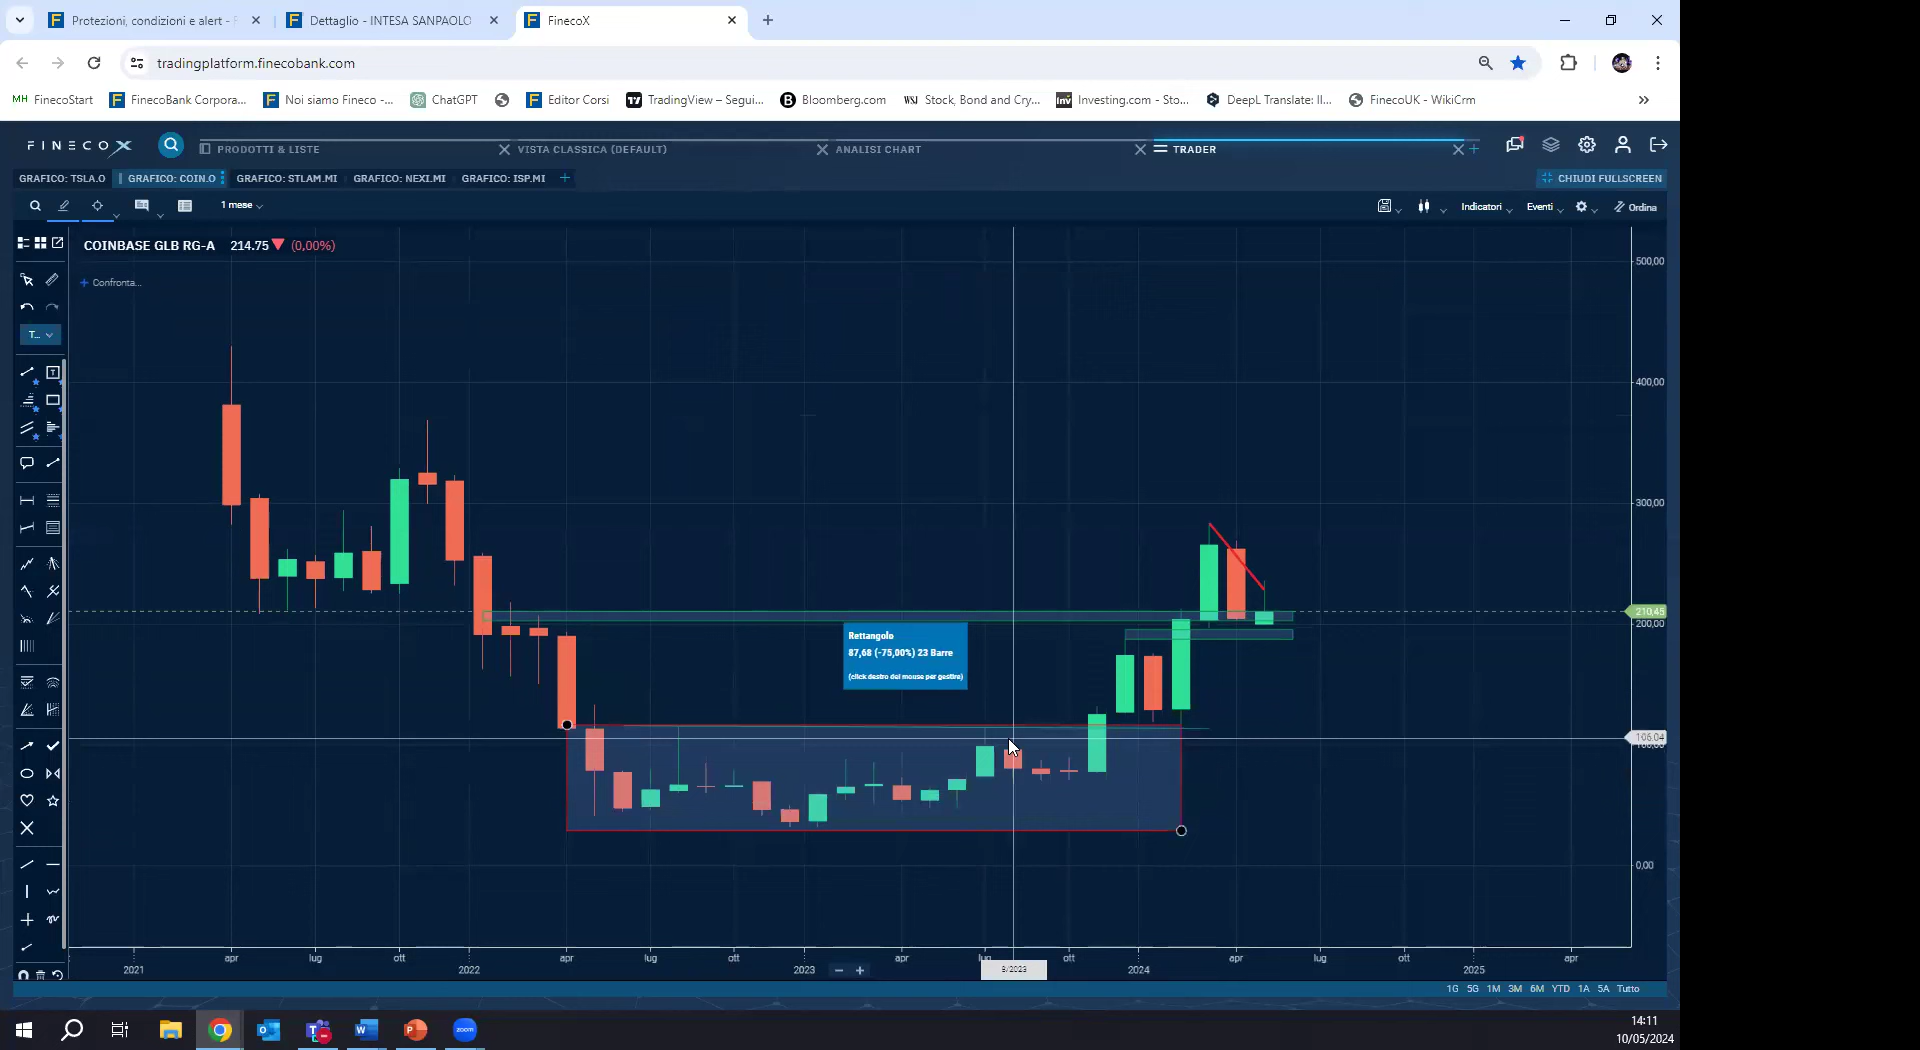 Protezioni, condizioni e alert - F
Dettaglio - INTESA SANPAOLO
FinecoX
tradingplatform.finecobank.com
MH FinecoStart
FinecoBank Corpora...
Noi siamo Fineco -...
ChatGPT
Editor Corsi
TradingView – Segui...
Bloomberg.com
WSJ Stock, Bond and Cry...
Inv Investing.com - Sto...
DeepL Translate: Il...
FinecoUK - WikiCrm
FINECO X
PRODOTTI & LISTE
VISTA CLASSICA (DEFAULT)
ANALISI CHART
TRADER
GRAFICO: TSLA.O
GRAFICO: COIN.O
GRAFICO: STLAM.MI
GRAFICO: NEXI.MI
GRAFICO: ISP.MI
CHIUDI FULLSCREEN
1 mese
Indicatori
Eventi
Ordina
COINBASE GLB RG-A 214.75 (0,00%)
Confronta...
T...
500,00
400,00
300,00
210,45
200,00
106,04
0,00
Rettangolo
87,68 (-75,00%) 23 Barre
(click destro del mouse per gestire)
apr lug ott apr lug ott apr lug ott apr lug ott apr
2021 2022 2023 2024 2025
1G 5G 1M 3M 6M YTD 1A 5A Tutto
zoom
14:11
10/05/2024